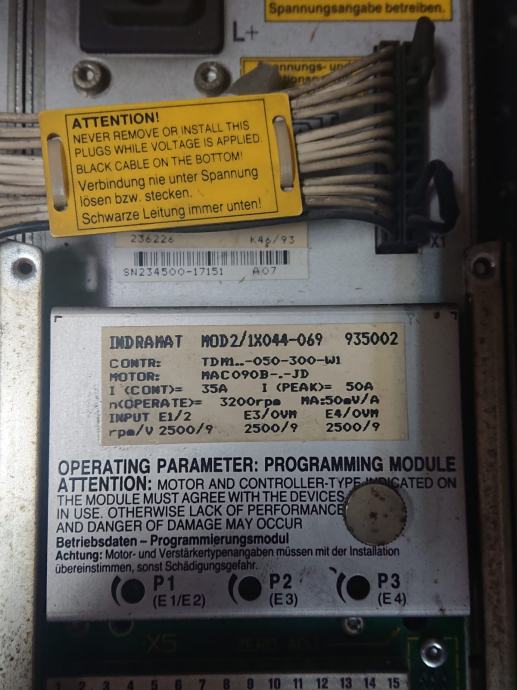 Spannungsangabe betreiben.
L+
ATTENTION!
NEVER REMOVE OR INSTALL THIS
PLUGS WHILE VOLTAGE IS APPLIED.
BLACK CABLE ON THE BOTTOM!
Verbindung nie unter Spannung
lösen bzw. stecken.
Schwarze Leitung immer unten!
X1
236226 K46/93
SN234500-17151 A07
INDRAMAT MOD2/1X044-069 935002
CONTR: TDM1..-050-300-W1
MOTOR: MAC090B-.-JD
I (CONT)= 35A I (PEAK)= 50A
n(OPERATE)= 3200rpm MA:50mV/A
INPUT E1/2 E3/OVM E4/OVM
rpm/V 2500/9 2500/9 2500/9
OPERATING PARAMETER: PROGRAMMING MODULE
ATTENTION: MOTOR AND CONTROLLER-TYPE INDICATED ON
THE MODULE MUST AGREE WITH THE DEVICES
IN USE. OTHERWISE LACK OF PERFORMANCE
AND DANGER OF DAMAGE MAY OCCUR
Betriebsdaten - Programmierungsmodul
Achtung: Motor- und Verstärkertypenangaben müssen mit der Installation
übereinstimmen, sonst Schädigungsgefahr.
P1 P2 P3
(E1/E2) (E3) (E4)
X5 ZERO ADJ
1 2 3 4 5 6 7 8 9 10 11 12 13 14 15